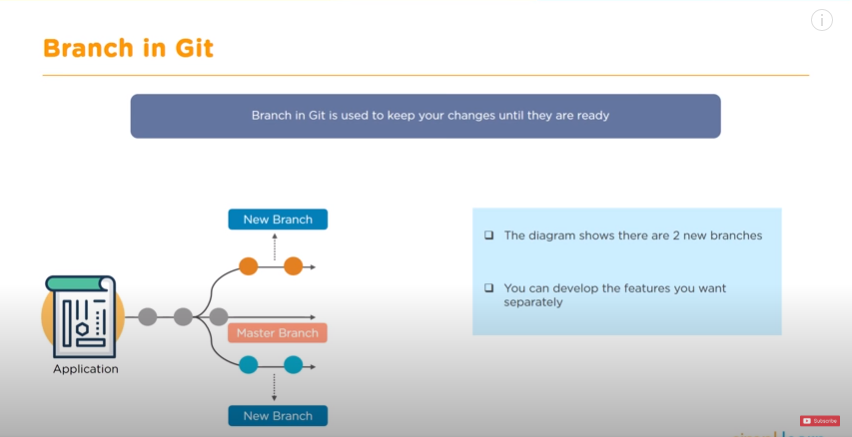 Branch in Git
Branch in Git is used to keep your changes until they are ready
New Branch
The diagram shows there are 2 new branches
You can develop the features you want
separately
Master Branch
Application
New Branch
Subscribe